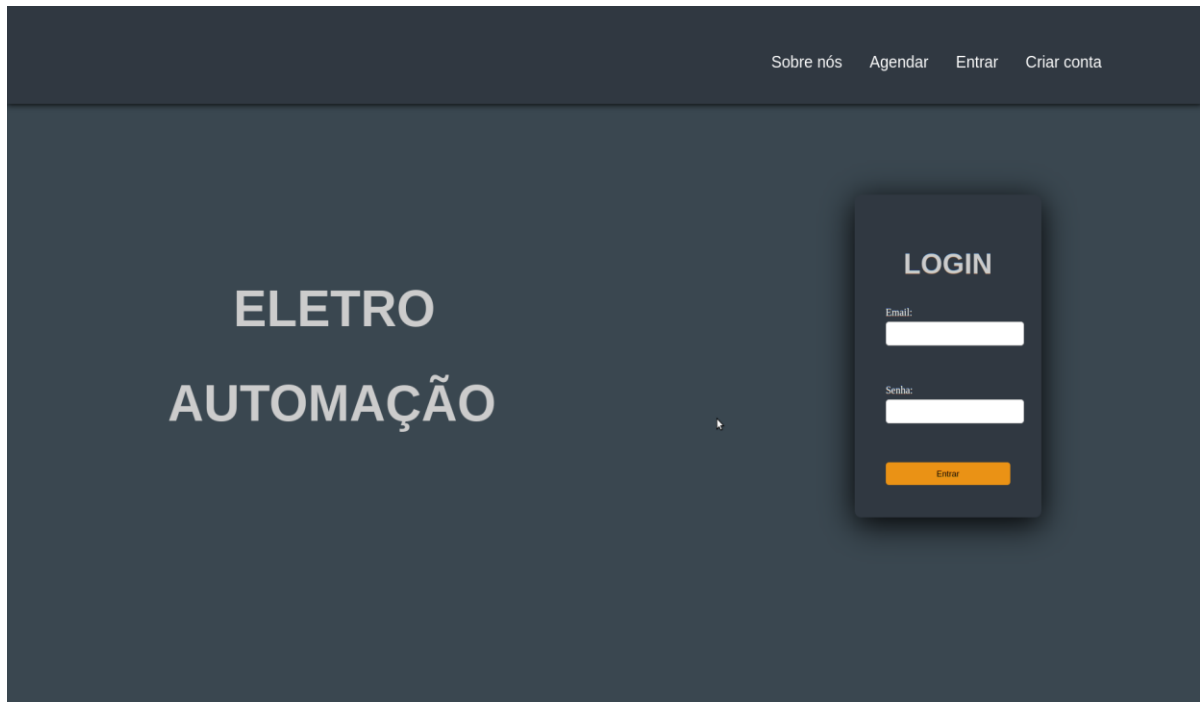 Sobre nós Agendar Entrar Criar conta
ELETRO
AUTOMAÇÃO
LOGIN
Email:
Senha:
Entrar